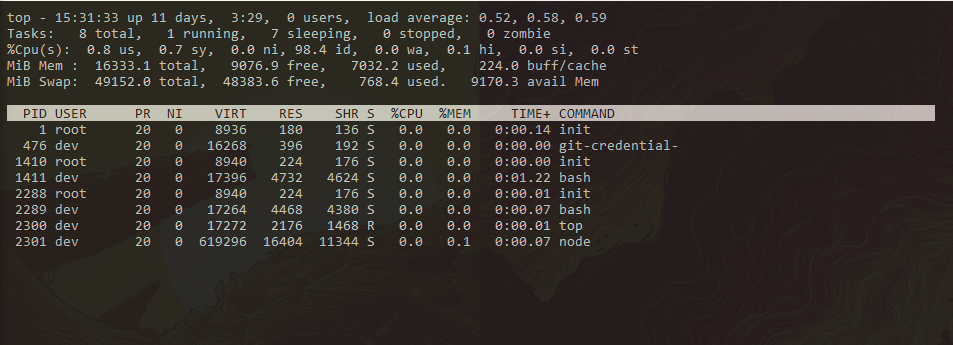 top - 15:31:33 up 11 days,  3:29,  0 users,  load average: 0.52, 0.58, 0.59
Tasks:   8 total,   1 running,   7 sleeping,   0 stopped,   0 zombie
%Cpu(s):  0.8 us,  0.7 sy,  0.0 ni, 98.4 id,  0.0 wa,  0.1 hi,  0.0 si,  0.0 st
MiB Mem :  16333.1 total,   9076.9 free,   7032.2 used,    224.0 buff/cache
MiB Swap:  49152.0 total,  48383.6 free,    768.4 used.   9170.3 avail Mem
  PID USER      PR  NI    VIRT    RES    SHR S  %CPU  %MEM     TIME+ COMMAND
    1 root      20   0    8936    180    136 S   0.0   0.0   0:00.14 init
  476 dev       20   0   16268    396    192 S   0.0   0.0   0:00.00 git-credential-
 1410 root      20   0    8940    224    176 S   0.0   0.0   0:00.00 init
 1411 dev       20   0   17396   4732   4624 S   0.0   0.0   0:01.22 bash
 2288 root      20   0    8940    224    176 S   0.0   0.0   0:00.01 init
 2289 dev       20   0   17264   4468   4380 S   0.0   0.0   0:00.07 bash
 2300 dev       20   0   17272   2176   1468 R   0.0   0.0   0:00.01 top
 2301 dev       20   0  619296  16404  11344 S   0.0   0.1   0:00.07 node